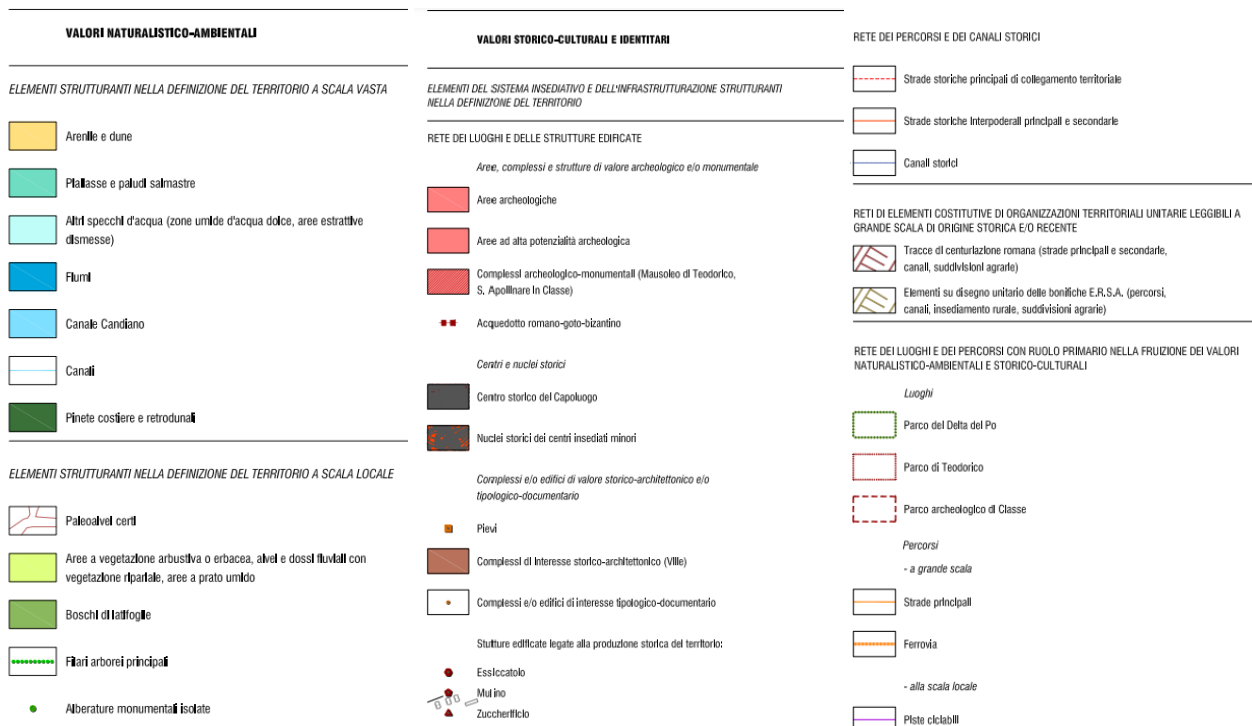 VALORI NATURALISTICO-AMBIENTALI
ELEMENTI STRUTTURANTI NELLA DEFINIZIONE DEL TERRITORIO A SCALA VASTA
Arenile e dune
Piallasse e paludi salmastre
Altri specchi d'acqua (zone umide d'acqua dolce, aree estrattive
dismesse)
Fiumi
Canale Candiano
Canali
Pinete costiere e retrodunali
ELEMENTI STRUTTURANTI NELLA DEFINIZIONE DEL TERRITORIO A SCALA LOCALE
Paleoalvei certi
Aree a vegetazione arbustiva o erbacea, alvei e dossi fluviali con
vegetazione ripariale, aree a prato umido
Boschi di latifoglie
Filari arborei principali
Alberature monumentali isolate
VALORI STORICO-CULTURALI E IDENTITARI
ELEMENTI DEL SISTEMA INSEDIATIVO E DELL'INFRASTRUTTURAZIONE STRUTTURANTI
NELLA DEFINIZIONE DEL TERRITORIO
RETE DEI LUOGHI E DELLE STRUTTURE EDIFICATE
Aree, complessi e strutture di valore archeologico e/o monumentale
Aree archeologiche
Aree ad alta potenzialità archeologica
Complessi archeologico-monumentali (Mausoleo di Teodorico,
S. Apollinare in Classe)
Acquedotto romano-goto-bizantino
Centri e nuclei storici
Centro storico del Capoluogo
Nuclei storici dei centri insediati minori
Complessi e/o edifici di valore storico-architettonico e/o
tipologico-documentario
Pievi
Complessi di interesse storico-architettonico (Ville)
Complessi e/o edifici di interesse tipologico-documentario
Stutture edificate legate alla produzione storica del territorio:
Essiccatoio
Mulino
Zuccherificio
RETE DEI PERCORSI E DEI CANALI STORICI
Strade storiche principali di collegamento territoriale
Strade storiche interpoderali principali e secondarie
Canali storici
RETI DI ELEMENTI COSTITUTIVE DI ORGANIZZAZIONI TERRITORIALI UNITARIE LEGGIBILI A
GRANDE SCALA DI ORIGINE STORICA E/O RECENTE
Tracce di centuriazione romana (strade principali e secondarie,
canali, suddivisioni agrarie)
Elementi su disegno unitario delle bonifiche E.R.S.A. (percorsi,
canali, insediamento rurale, suddivisioni agrarie)
RETE DEI LUOGHI E DEI PERCORSI CON RUOLO PRIMARIO NELLA FRUIZIONE DEI VALORI
NATURALISTICO-AMBIENTALI E STORICO-CULTURALI
Luoghi
Parco del Delta del Po
Parco di Teodorico
Parco archeologico di Classe
Percorsi
- a grande scala
Strade principali
Ferrovia
- alla scala locale
Piste ciclabili